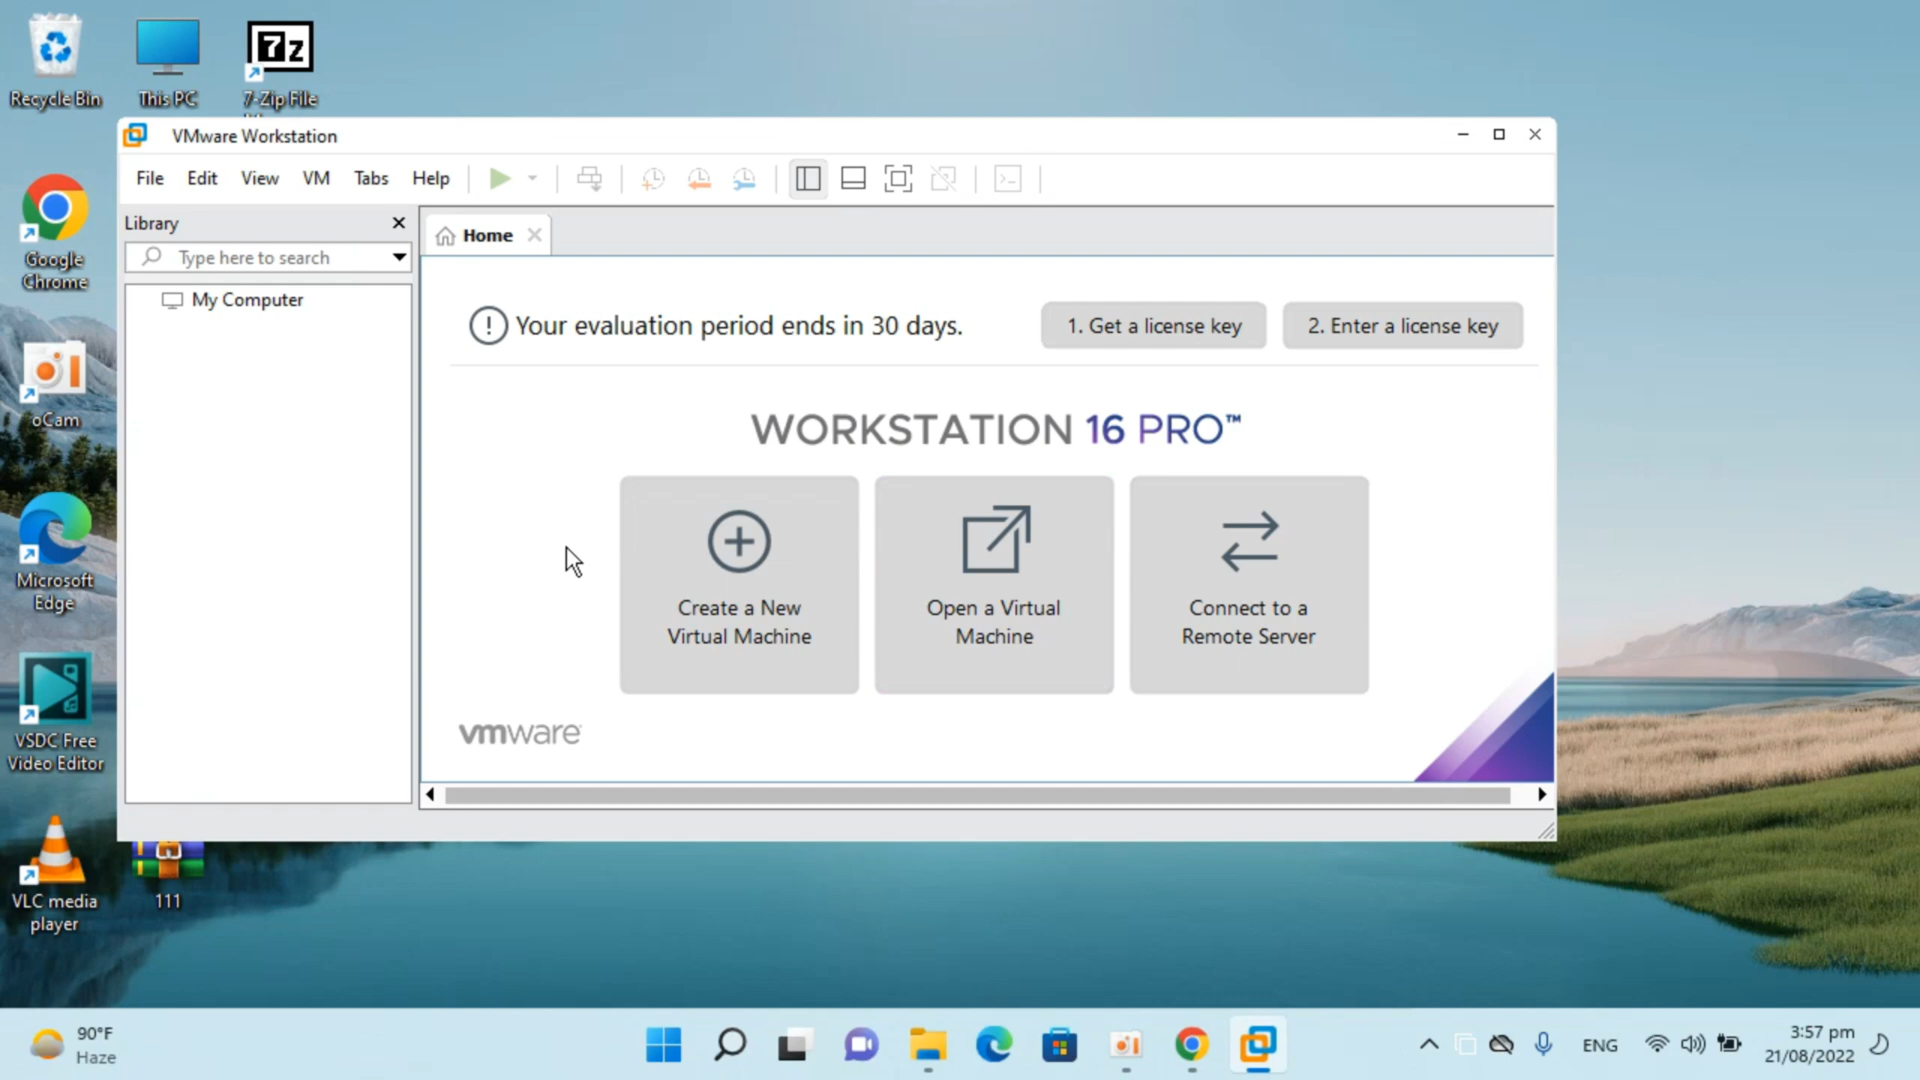 Recycle Bin
This PC
7-Zip File
Google
Chrome
oCam
Microsoft
Edge
VSDC Free
Video Editor
VLC media
player
111
VMware Workstation
File Edit View VM Tabs Help
Library
Type here to search
My Computer
Home
Your evaluation period ends in 30 days.
1. Get a license key
2. Enter a license key
WORKSTATION 16 PRO™
Create a New
Virtual Machine
Open a Virtual
Machine
Connect to a
Remote Server
vmware
90°F
Haze
ENG
3:57 pm
21/08/2022